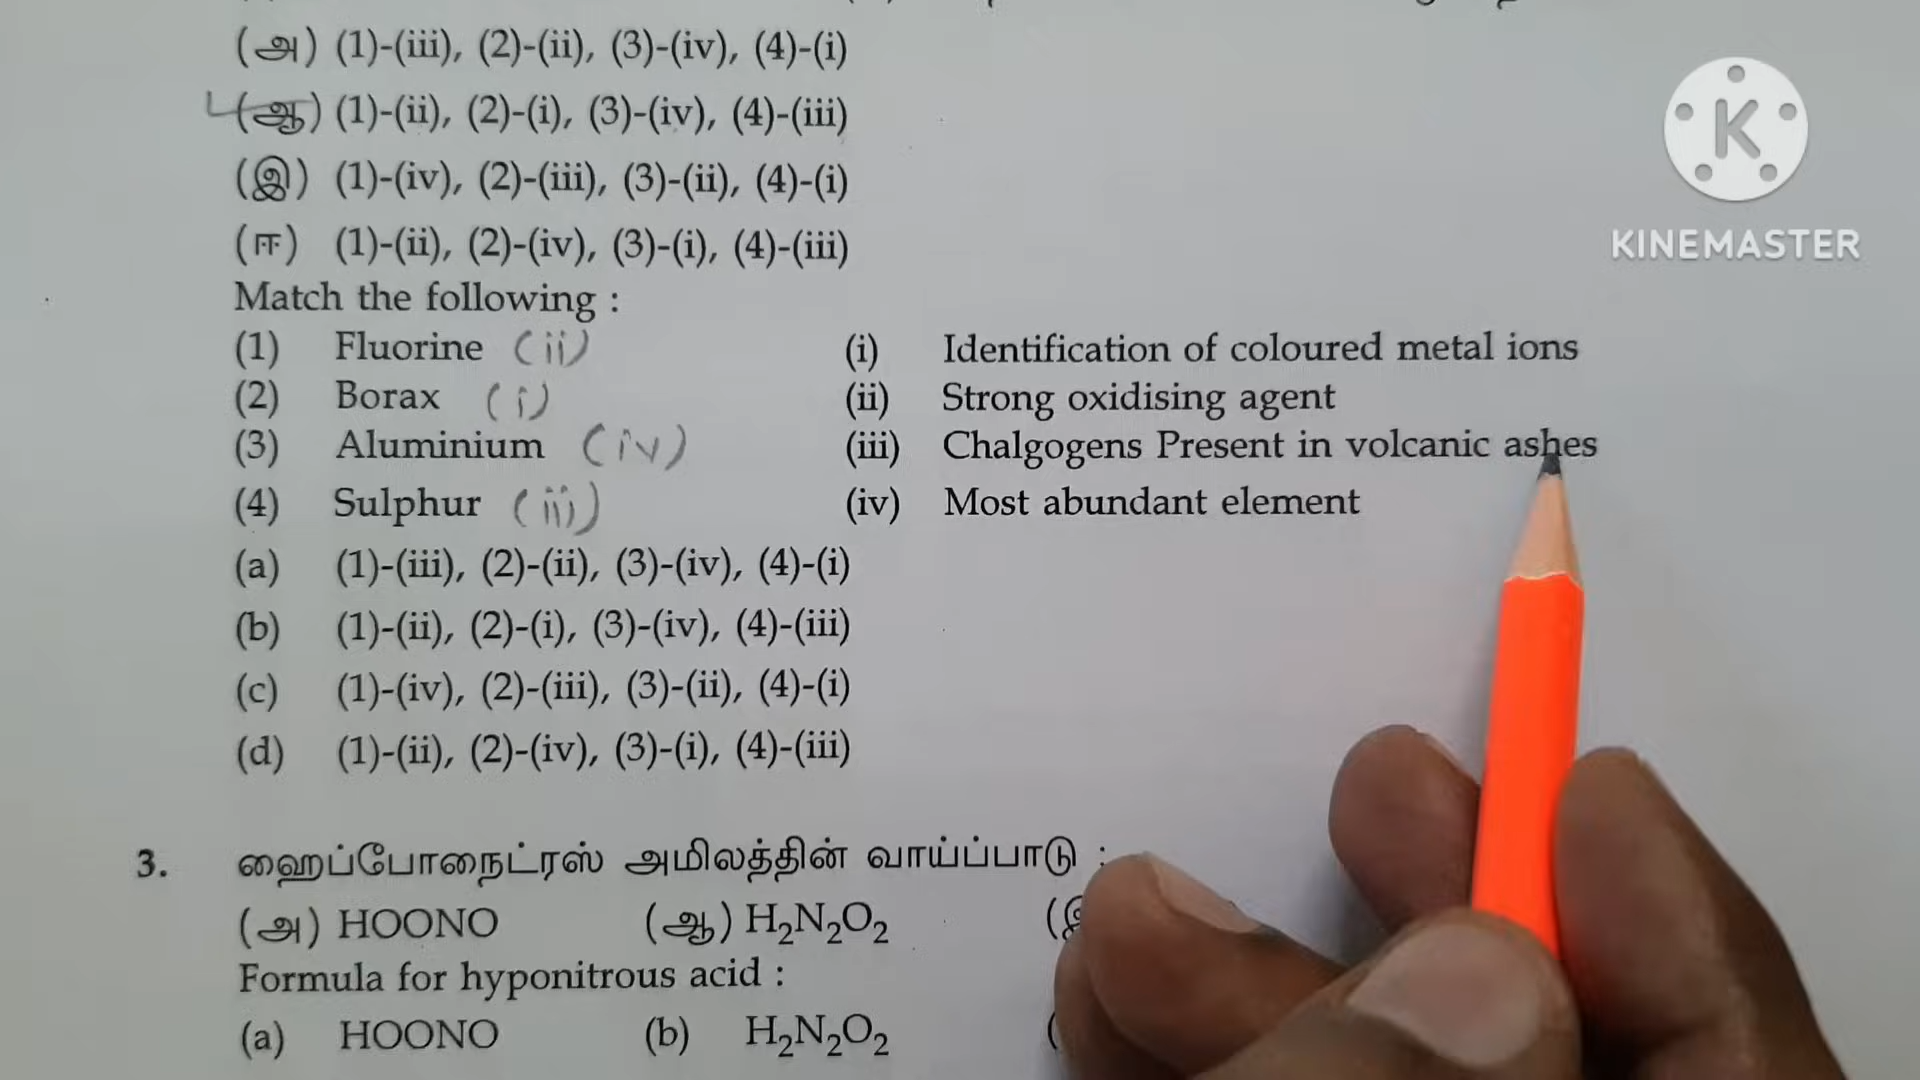 (அ) (1)-(iii), (2)-(ii), (3)-(iv), (4)-(i)
(ஆ) (1)-(ii), (2)-(i), (3)-(iv), (4)-(iii)
(இ) (1)-(iv), (2)-(iii), (3)-(ii), (4)-(i)
(ஈ) (1)-(ii), (2)-(iv), (3)-(i), (4)-(iii)
K
KINEMASTER
Match the following :
(1) Fluorine (ii) (i) Identification of coloured metal ions
(2) Borax (i) (ii) Strong oxidising agent
(3) Aluminium (iv) (iii) Chalgogens Present in volcanic ashes
(4) Sulphur (iii) (iv) Most abundant element
(a) (1)-(iii), (2)-(ii), (3)-(iv), (4)-(i)
(b) (1)-(ii), (2)-(i), (3)-(iv), (4)-(iii)
(c) (1)-(iv), (2)-(iii), (3)-(ii), (4)-(i)
(d) (1)-(ii), (2)-(iv), (3)-(i), (4)-(iii)
3. ஹைப்போநைட்ரஸ் அமிலத்தின் வாய்ப்பாடு :
(அ) HOONO (ஆ) H₂N₂O₂
Formula for hyponitrous acid :
(a) HOONO (b) H₂N₂O₂